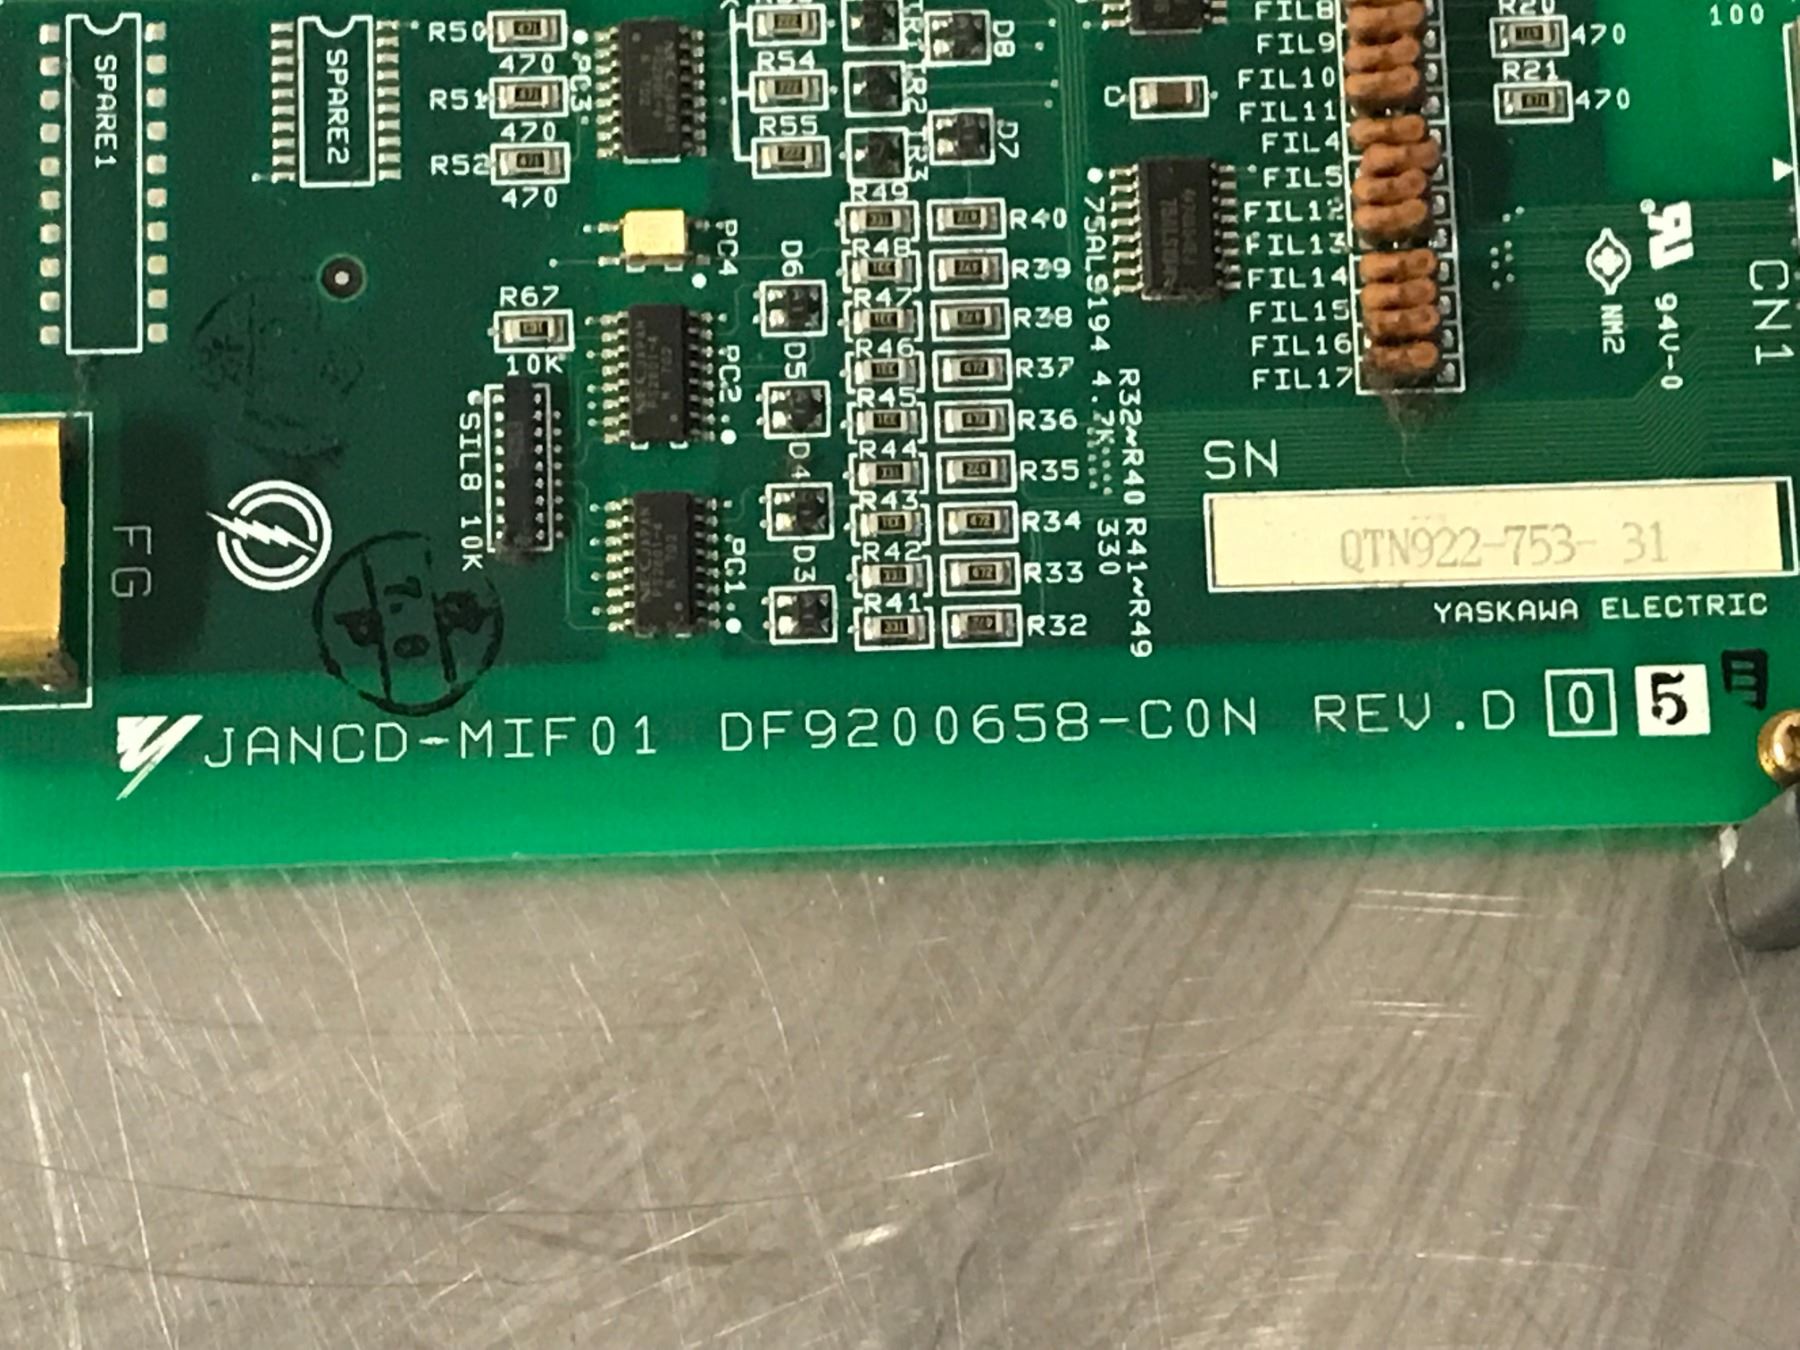 SPARE1
SPARE2
R50
470
R51
470
R52
470
PC3
R54
R55
TR2
TR3
D8
D7
C
FIL8
FIL9
FIL10
FIL11
FIL4
FIL5
FIL12
FIL13
FIL14
FIL15
FIL16
FIL17
R20
470
R21
470
100
PC4
R67
10K
SIL8 10K
PC2
PC1
D6
D5
D4
D3
R49
R48
R47
R46
R45
R44
R43
R42
R41
R40
R39
R38
R37
R36
R35
R34
R33
R32
75ALS194
R32~R40 4.7K
R41~R49 330
NM2
94V-0
CN1
FG
SN
QTN922-753- 31
YASKAWA ELECTRIC
JANCD-MIF01 DF9200658-C0N REV.D 0 5